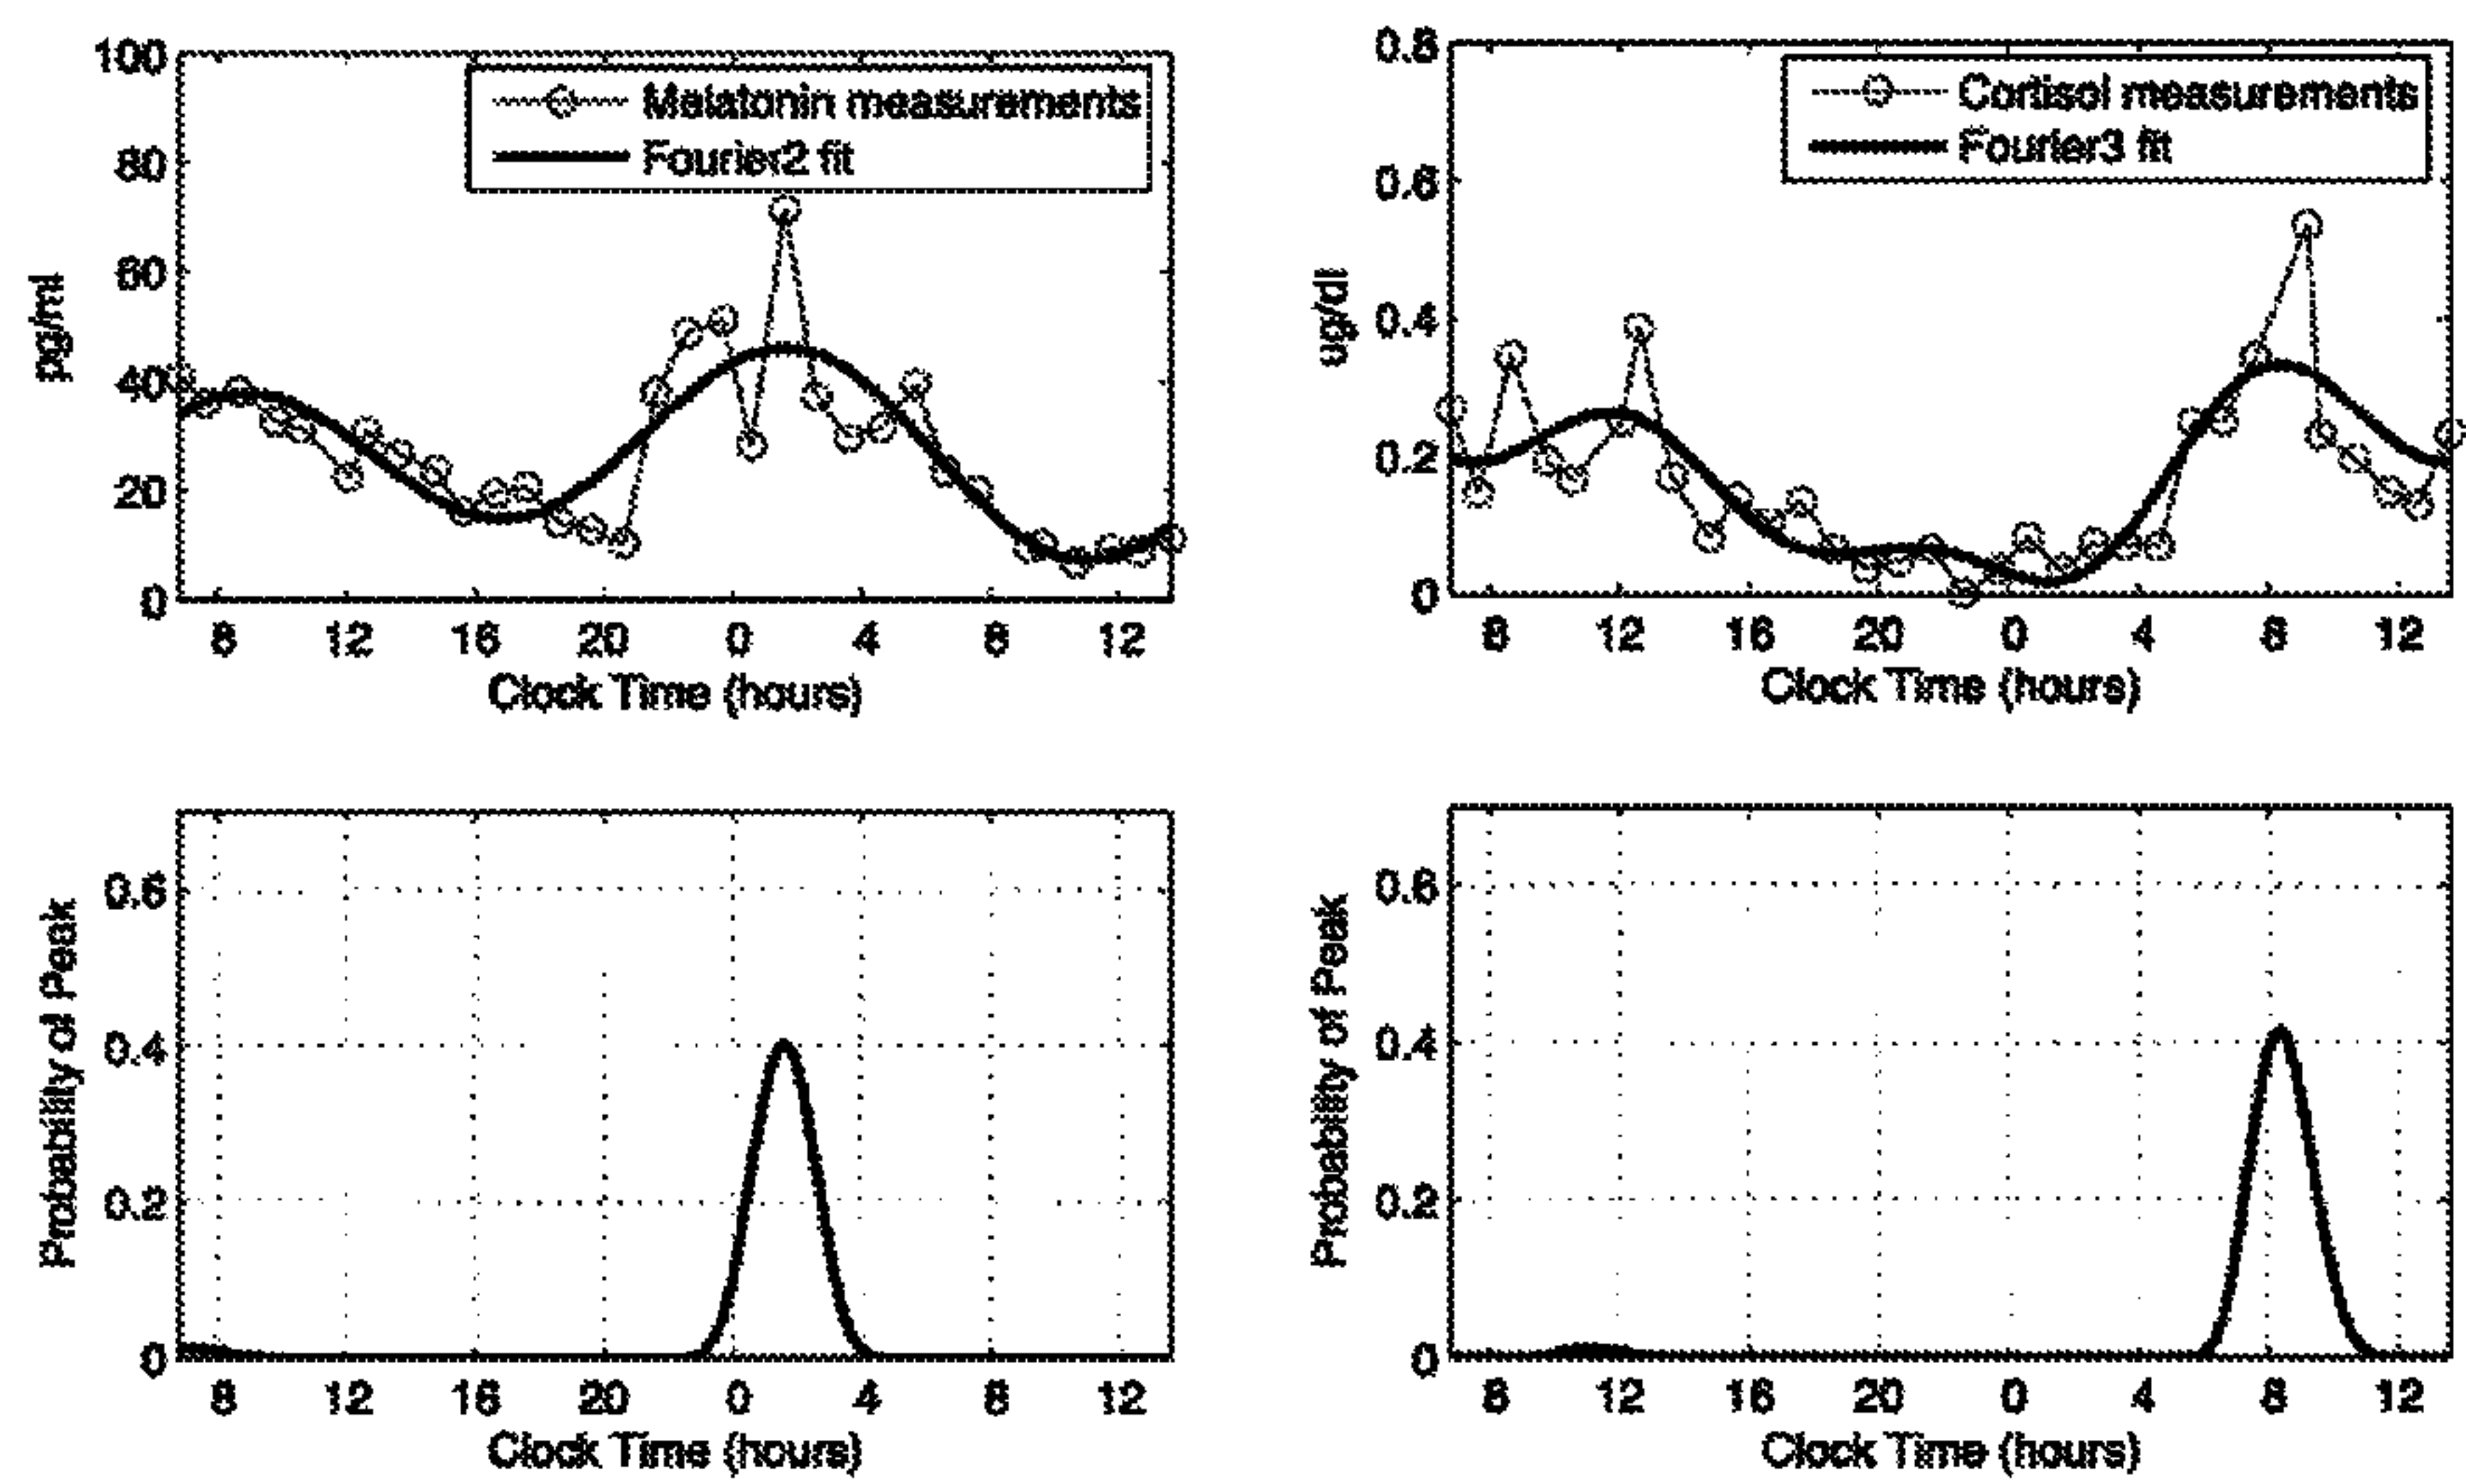 100
80
60
40
20
0
pg/ml
Melatonin measurements
Fourier2 fit
8 12 16 20 0 4 8 12
Clock Time (hours)
0.8
0.6
0.4
0.2
0
ug/dl
Cortisol measurements
Fourier3 fit
8 12 16 20 0 4 8 12
Clock Time (hours)
0.6
0.4
0.2
0
Probability of Peak
8 12 16 20 0 4 8 12
Clock Time (hours)
0.6
0.4
0.2
0
Probability of Peak
8 12 16 20 0 4 8 12
Clock Time (hours)